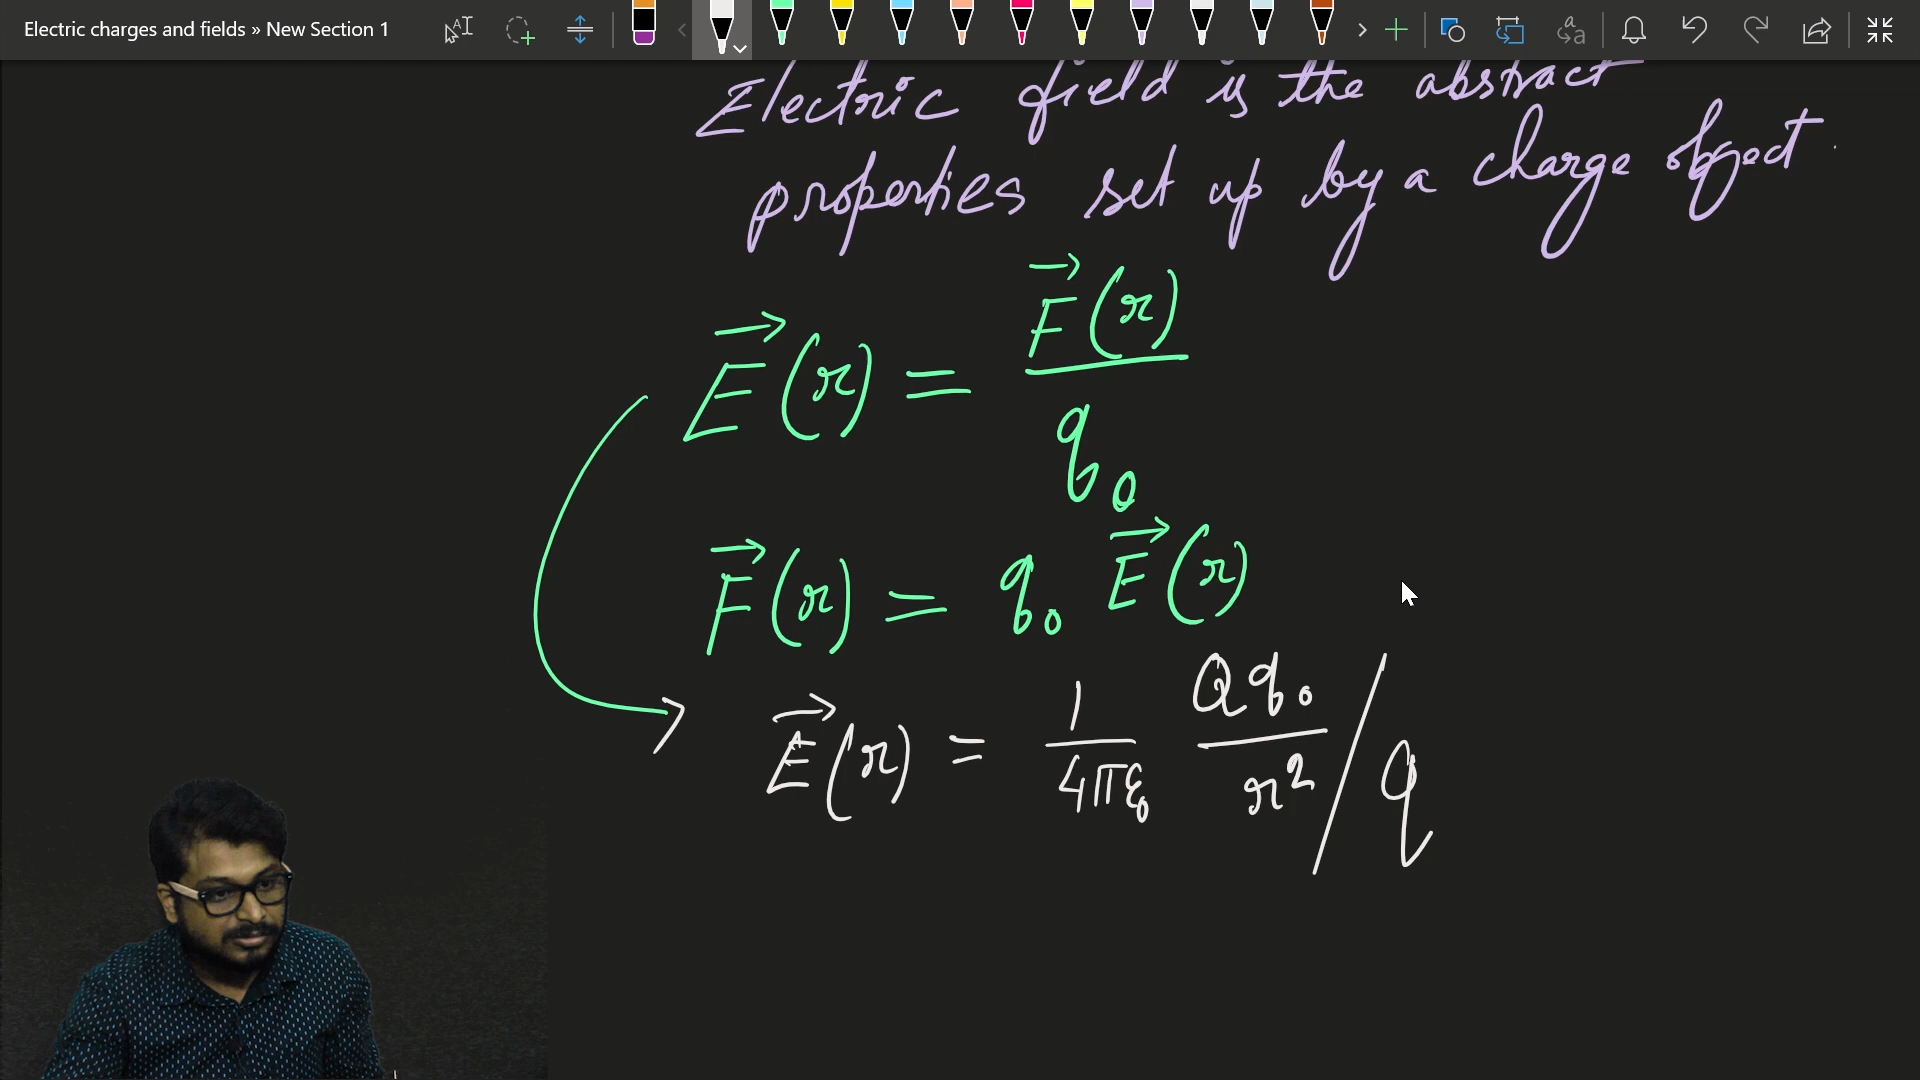 Electric charges and fields » New Section 1
Electric field is the abstract
properties set up by a charge object.
E⃗(r) = F⃗(r) / q₀
F⃗(r) = q₀ E⃗(r)
E⃗(r) = 1/4πε₀ Qq₀/r² / q